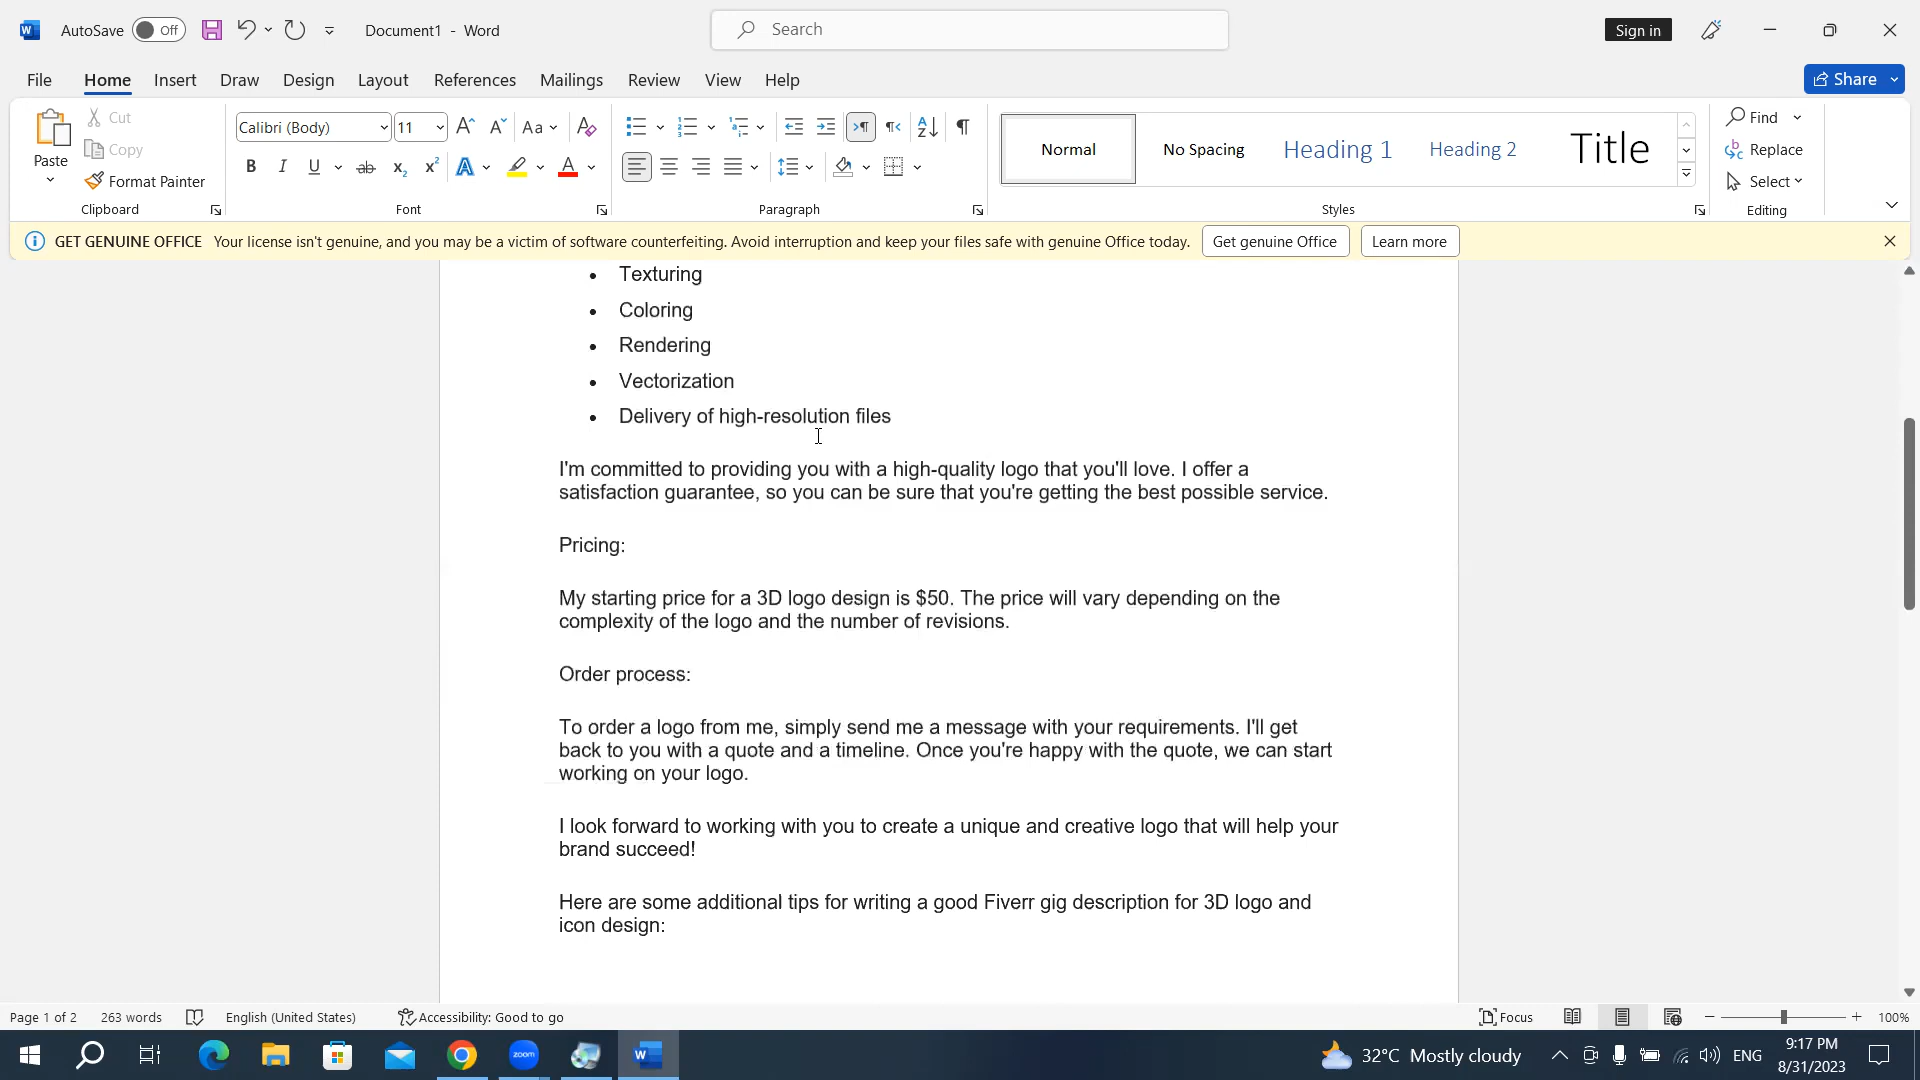 AutoSave Off Document1 - Word Search Sign in
File Home Insert Draw Design Layout References Mailings Review View Help Share
Paste Cut Copy Format Painter Clipboard
Calibri (Body) 11 Aa
B I U ab x₂ x² A A Font
Paragraph
Normal No Spacing Heading 1 Heading 2 Title Styles
Find Replace Select Editing
GET GENUINE OFFICE Your license isn't genuine, and you may be a victim of software counterfeiting. Avoid interruption and keep your files safe with genuine Office today. Get genuine Office Learn more
• Texturing
• Coloring
• Rendering
• Vectorization
• Delivery of high-resolution files
I'm committed to providing you with a high-quality logo that you'll love. I offer a
satisfaction guarantee, so you can be sure that you're getting the best possible service.
Pricing:
My starting price for a 3D logo design is $50. The price will vary depending on the
complexity of the logo and the number of revisions.
Order process:
To order a logo from me, simply send me a message with your requirements. I'll get
back to you with a quote and a timeline. Once you're happy with the quote, we can start
working on your logo.
I look forward to working with you to create a unique and creative logo that will help your
brand succeed!
Here are some additional tips for writing a good Fiverr gig description for 3D logo and
icon design:
Page 1 of 2 263 words English (United States) Accessibility: Good to go Focus 100%
zoom 32°C Mostly cloudy ENG 9:17 PM
8/31/2023